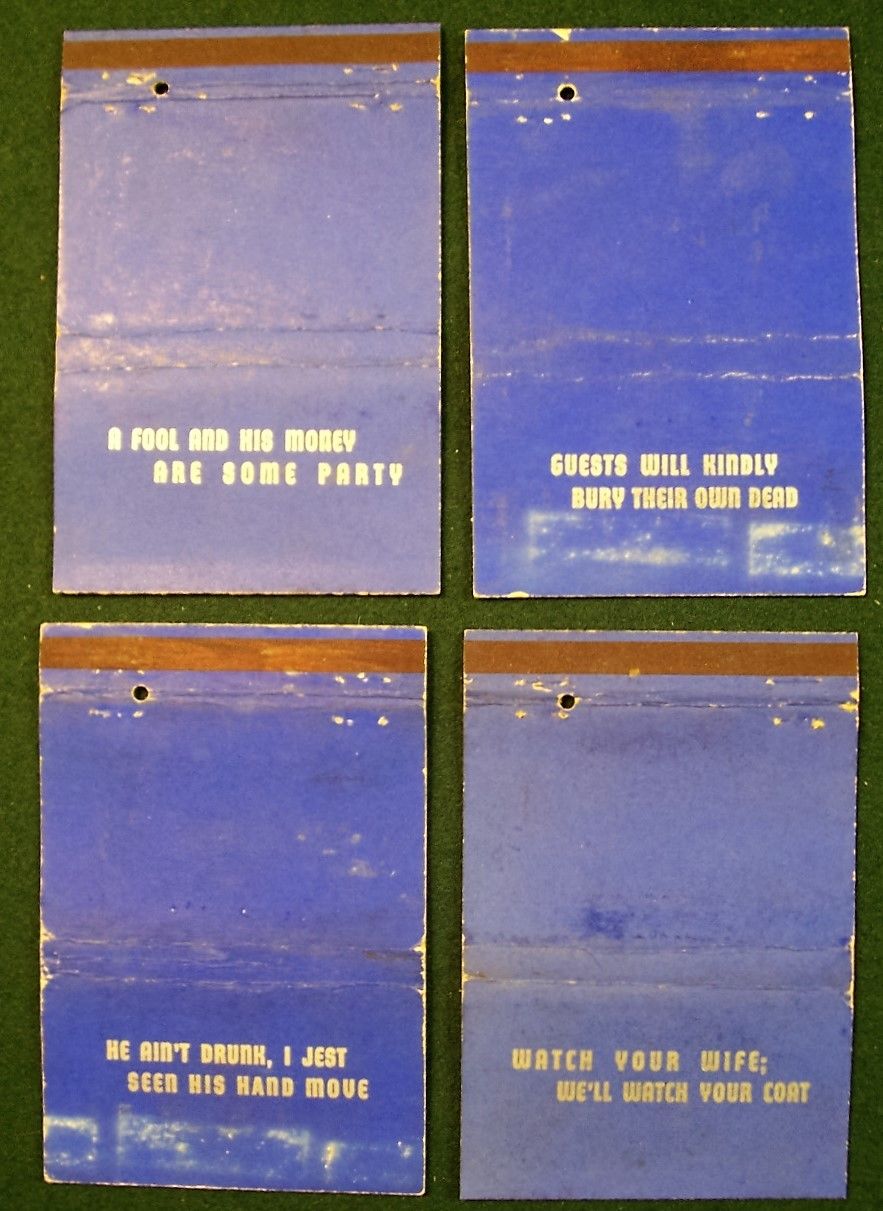 A FOOL AND HIS MONEY
ARE SOME PARTY
GUESTS WILL KINDLY
BURY THEIR OWN DEAD
HE AIN'T DRUNK, I JEST
SEEN HIS HAND MOVE
WATCH YOUR WIFE;
WE'LL WATCH YOUR COAT